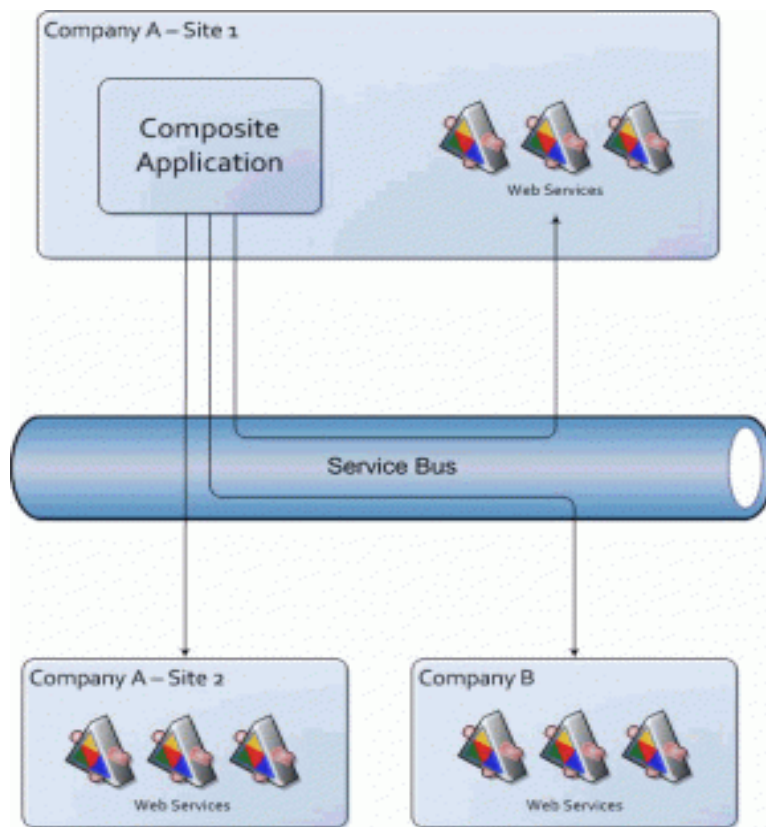 Company A – Site 1
Composite
Application
Web Services
Service Bus
Company A – Site 2
Web Services
Company B
Web Services